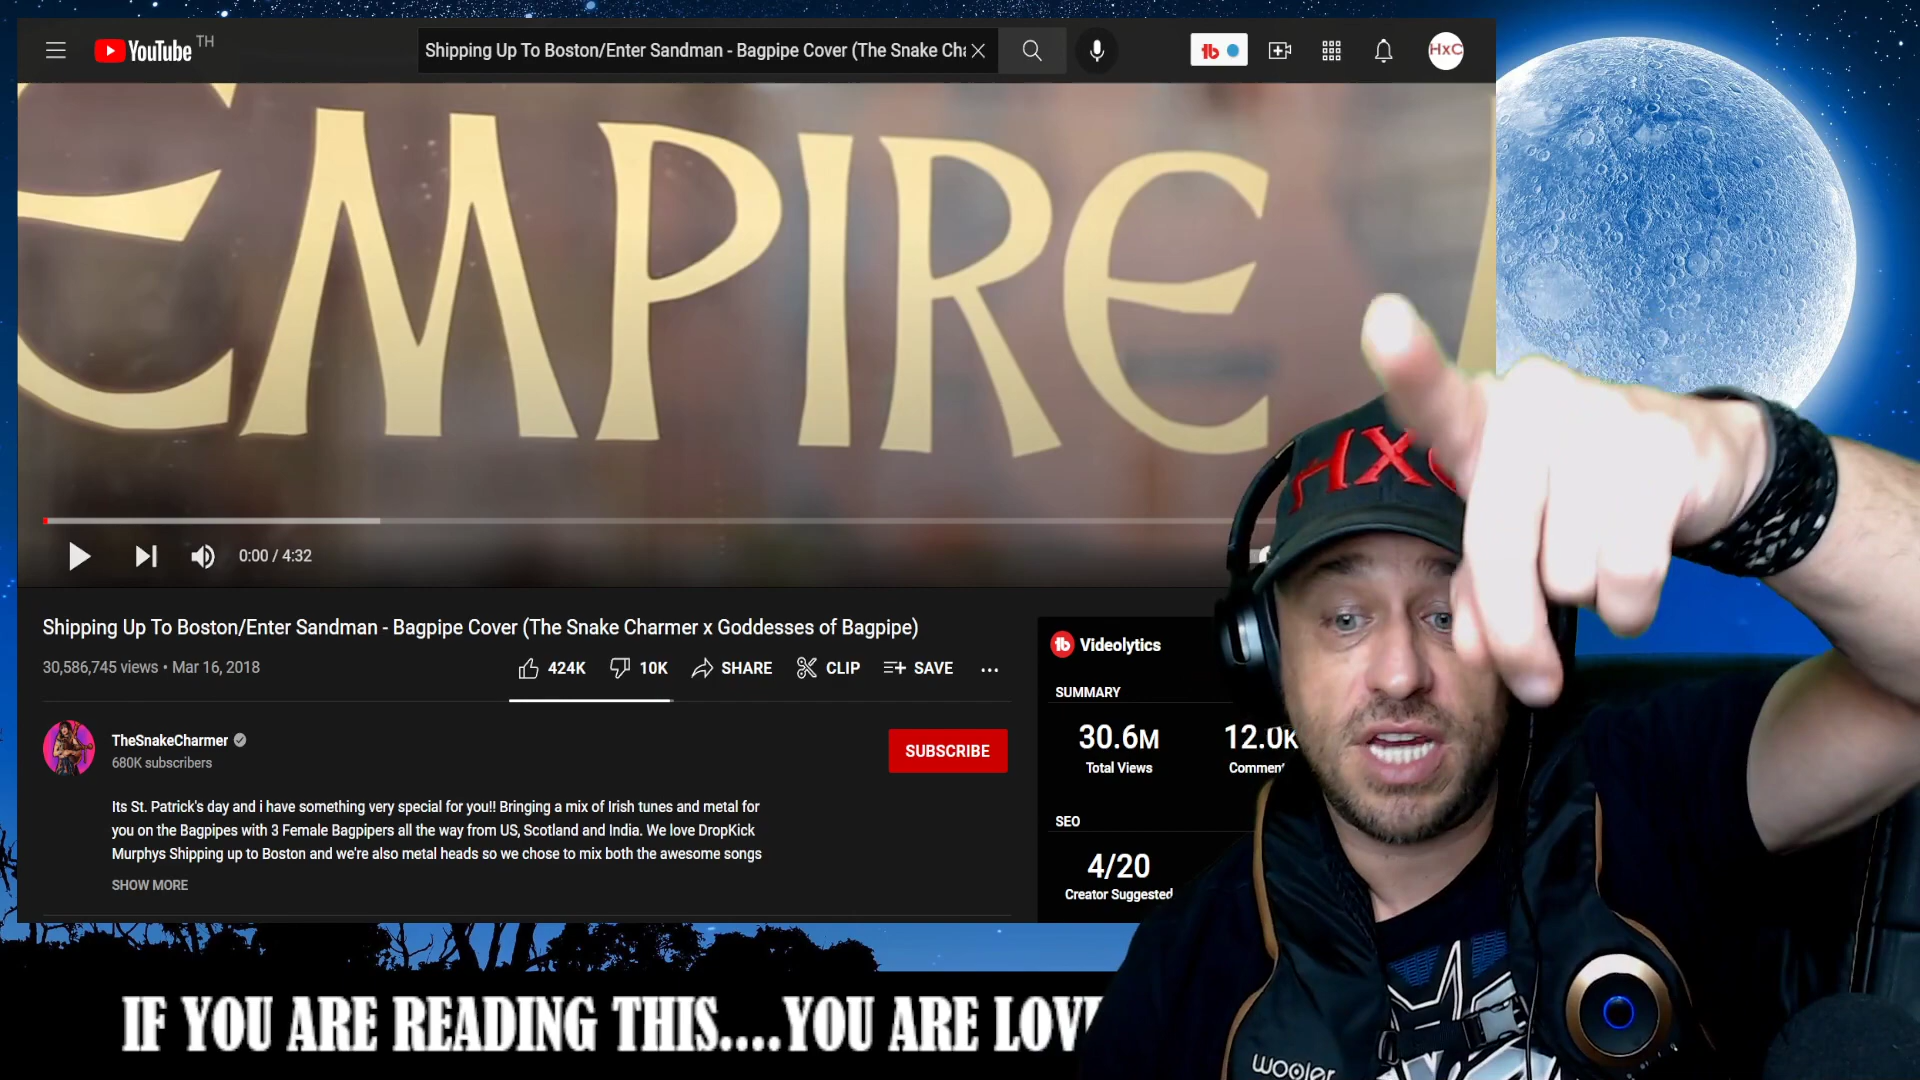 YouTube TH
Shipping Up To Boston/Enter Sandman - Bagpipe Cover (The Snake Cha
HxC
EMPIRE
0:00 / 4:32
Shipping Up To Boston/Enter Sandman - Bagpipe Cover (The Snake Charmer x Goddesses of Bagpipe)
30,586,745 views • Mar 16, 2018
424K 10K SHARE CLIP SAVE ...
TheSnakeCharmer
680K subscribers
SUBSCRIBE
Its St. Patrick's day and i have something very special for you!! Bringing a mix of Irish tunes and metal for
you on the Bagpipes with 3 Female Bagpipers all the way from US, Scotland and India. We love DropKick
Murphys Shipping up to Boston and we're also metal heads so we chose to mix both the awesome songs
SHOW MORE
Videolytics
SUMMARY
30.6M 12.0K
Total Views Comment
SEO
4/20
Creator Suggested
HXC
woojer
IF YOU ARE READING THIS....YOU ARE LOV